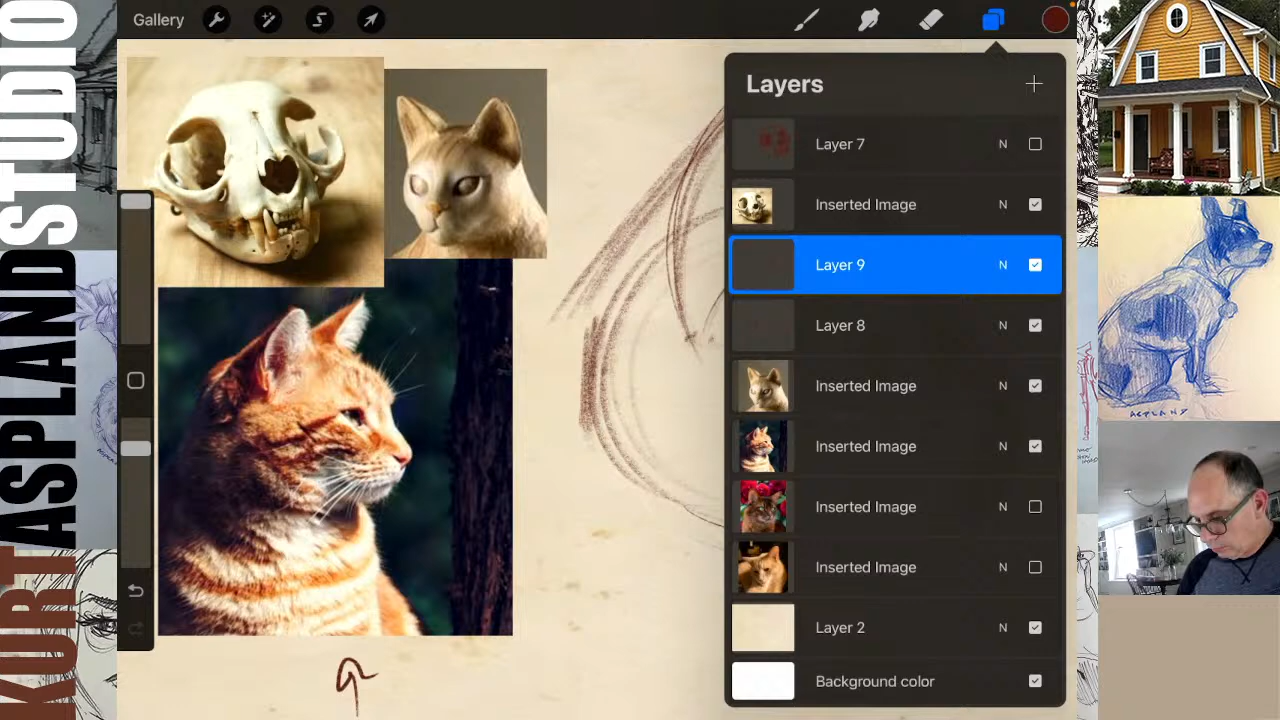 KURT ASPLANDSTUDIO
Gallery
Layers
Layer 7 N
Inserted Image N
Layer 9 N
Layer 8 N
Inserted Image N
Inserted Image N
Inserted Image N
Inserted Image N
Layer 2 N
Background color
ASPLAND